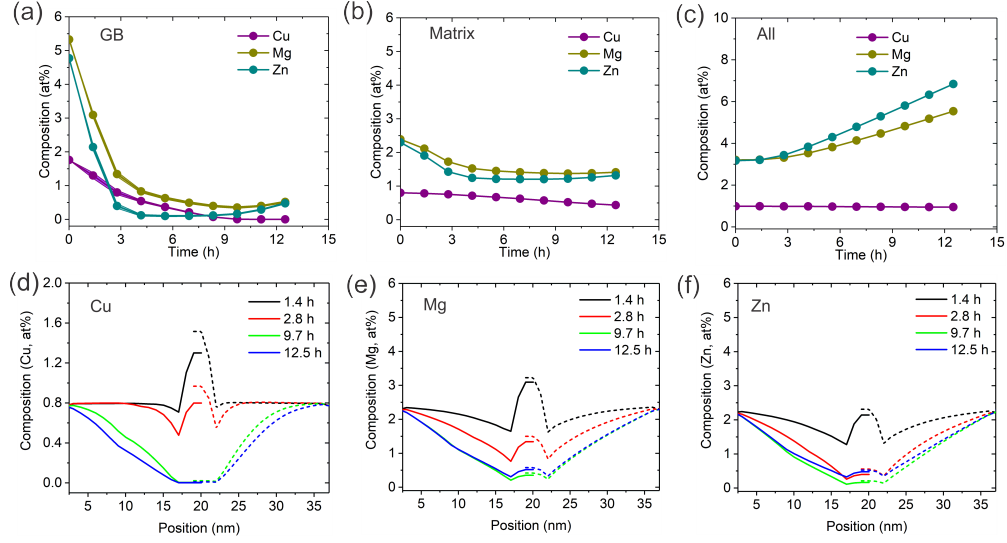 (a)
GB
Cu
Mg
Zn
Composition (at%)
6
5
4
3
2
1
0
0 3 6 9 12 15
Time (h)
(b)
Matrix
Cu
Mg
Zn
Composition (at%)
6
5
4
3
2
1
0
0 3 6 9 12 15
Time (h)
(c)
All
Cu
Mg
Zn
Composition (at%)
10
8
6
4
2
0
0 3 6 9 12 15
Time (h)
(d)
Cu
1.4 h
2.8 h
9.7 h
12.5 h
Composition (Cu, at%)
2.0
1.6
1.2
0.8
0.4
0.0
5 10 15 20 25 30 35
Position (nm)
(e)
Mg
1.4 h
2.8 h
9.7 h
12.5 h
Composition (Mg, at%)
6
5
4
3
2
1
0
5 10 15 20 25 30 35
Position (nm)
(f)
Zn
1.4 h
2.8 h
9.7 h
12.5 h
Composition (Zn, at%)
6
5
4
3
2
1
0
5 10 15 20 25 30 35
Position (nm)